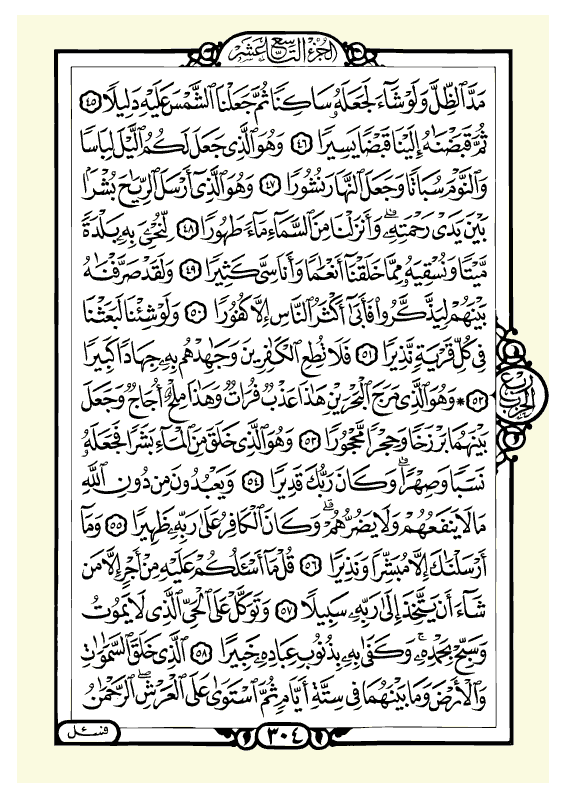 الجزء التاسع عشر
مَدَّ ٱلظِّلَّ وَلَوْ شَآءَ لَجَعَلَهُۥ سَاكِنًا ثُمَّ جَعَلْنَا ٱلشَّمْسَ عَلَيْهِ دَلِيلًا ﴿٤٥﴾
ثُمَّ قَبَضْنَٰهُ إِلَيْنَا قَبْضًا يَسِيرًا ﴿٤٦﴾ وَهُوَ ٱلَّذِى جَعَلَ لَكُمُ ٱلَّيْلَ لِبَاسًا
وَٱلنَّوْمَ سُبَاتًا وَجَعَلَ ٱلنَّهَارَ نُشُورًا ﴿٤٧﴾ وَهُوَ ٱلَّذِىٓ أَرْسَلَ ٱلرِّيَٰحَ بُشْرًۢا
بَيْنَ يَدَىْ رَحْمَتِهِۦۚ وَأَنزَلْنَا مِنَ ٱلسَّمَآءِ مَآءً طَهُورًا ﴿٤٨﴾ لِّنُحْـِۧىَ بِهِۦ بَلْدَةً
مَّيْتًا وَنُسْقِيَهُۥ مِمَّا خَلَقْنَآ أَنْعَٰمًا وَأَنَاسِىَّ كَثِيرًا ﴿٤٩﴾ وَلَقَدْ صَرَّفْنَٰهُ
بَيْنَهُمْ لِيَذَّكَّرُوا۟ فَأَبَىٰٓ أَكْثَرُ ٱلنَّاسِ إِلَّا كُفُورًا ﴿٥٠﴾ وَلَوْ شِئْنَا لَبَعَثْنَا
فِى كُلِّ قَرْيَةٍ نَّذِيرًا ﴿٥١﴾ فَلَا تُطِعِ ٱلْكَٰفِرِينَ وَجَٰهِدْهُم بِهِۦ جِهَادًا كَبِيرًا
﴿٥٢﴾ * وَهُوَ ٱلَّذِى مَرَجَ ٱلْبَحْرَيْنِ هَٰذَا عَذْبٌ فُرَاتٌ وَهَٰذَا مِلْحٌ أُجَاجٌ وَجَعَلَ
بَيْنَهُمَا بَرْزَخًا وَحِجْرًا مَّحْجُورًا ﴿٥٣﴾ وَهُوَ ٱلَّذِى خَلَقَ مِنَ ٱلْمَآءِ بَشَرًا فَجَعَلَهُۥ
نَسَبًا وَصِهْرًاۗ وَكَانَ رَبُّكَ قَدِيرًا ﴿٥٤﴾ وَيَعْبُدُونَ مِن دُونِ ٱللَّهِ
مَا لَا يَنفَعُهُمْ وَلَا يَضُرُّهُمْۗ وَكَانَ ٱلْكَافِرُ عَلَىٰ رَبِّهِۦ ظَهِيرًا ﴿٥٥﴾ وَمَآ
أَرْسَلْنَٰكَ إِلَّا مُبَشِّرًا وَنَذِيرًا ﴿٥٦﴾ قُلْ مَآ أَسْـَٔلُكُمْ عَلَيْهِ مِنْ أَجْرٍ إِلَّا مَن
شَآءَ أَن يَتَّخِذَ إِلَىٰ رَبِّهِۦ سَبِيلًا ﴿٥٧﴾ وَتَوَكَّلْ عَلَى ٱلْحَىِّ ٱلَّذِى لَا يَمُوتُ
وَسَبِّحْ بِحَمْدِهِۦۚ وَكَفَىٰ بِهِۦ بِذُنُوبِ عِبَادِهِۦ خَبِيرًا ﴿٥٨﴾ ٱلَّذِى خَلَقَ ٱلسَّمَٰوَٰتِ
وَٱلْأَرْضَ وَمَا بَيْنَهُمَا فِى سِتَّةِ أَيَّامٍ ثُمَّ ٱسْتَوَىٰ عَلَى ٱلْعَرْشِۚ ٱلرَّحْمَٰنُ
فسئل
٣٠٤